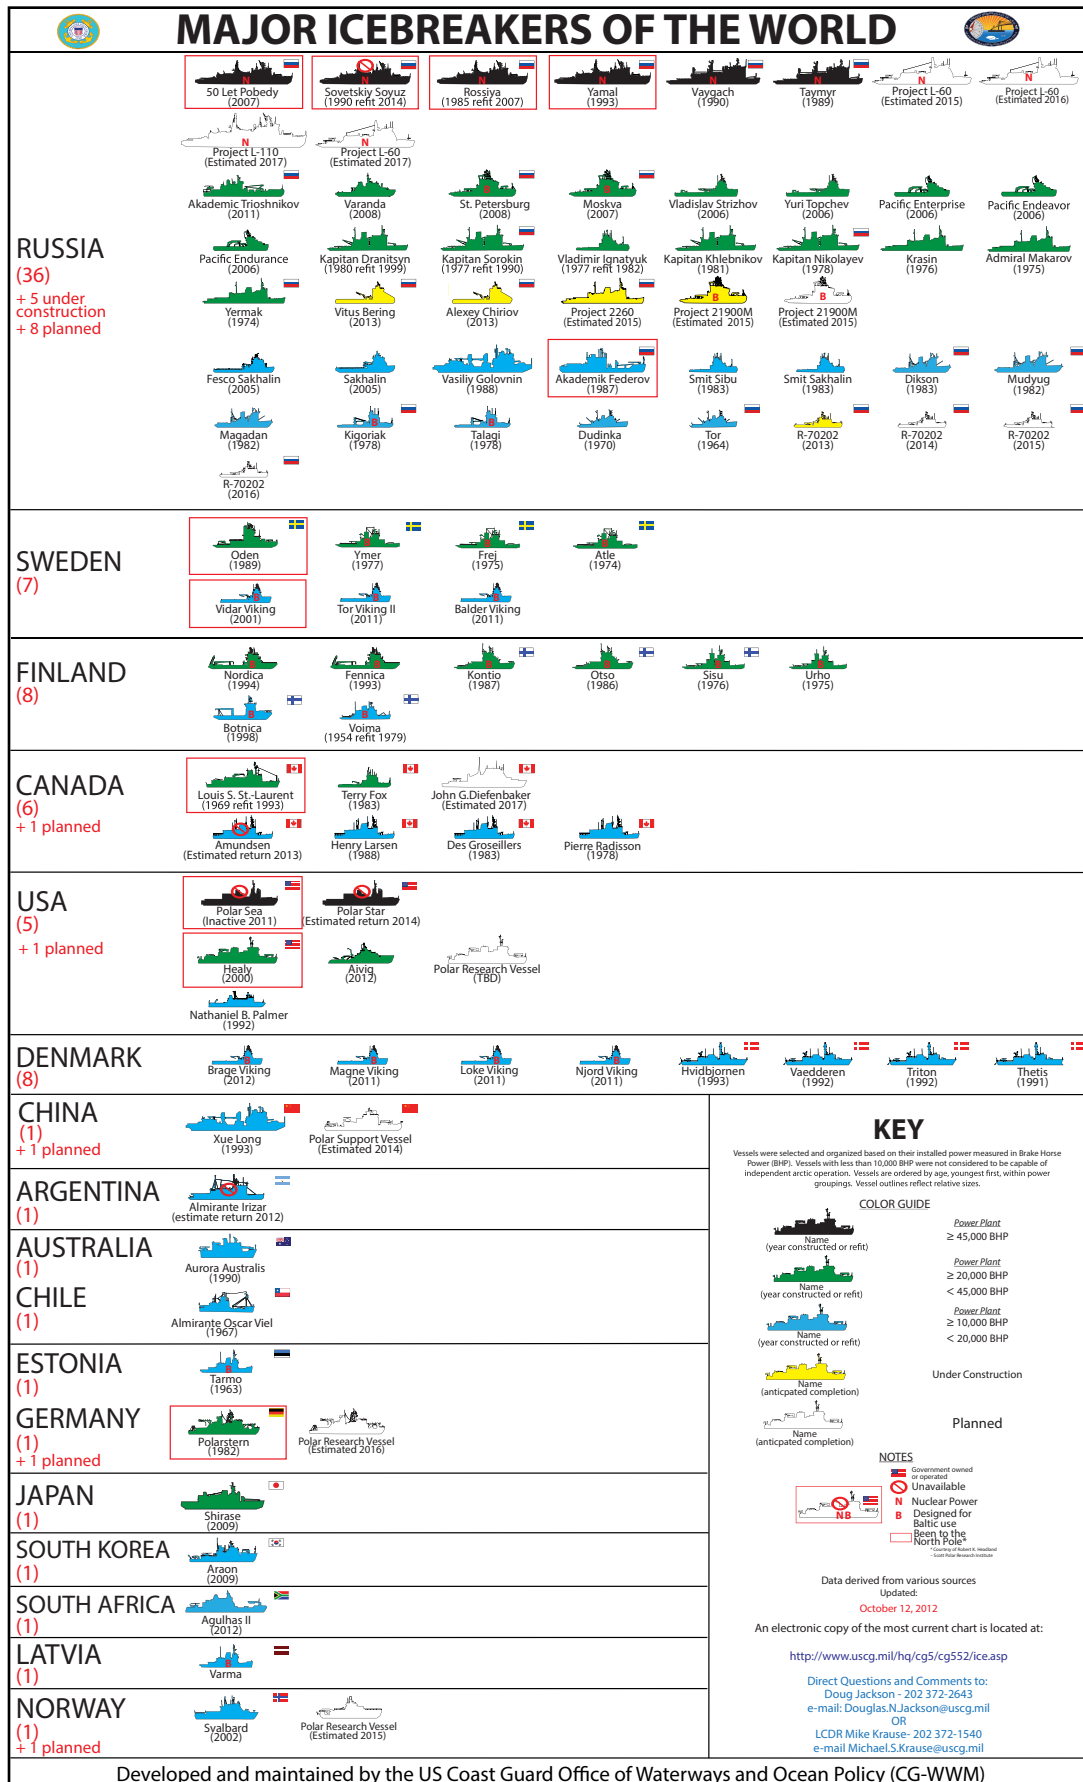 MAJOR ICEBREAKERS OF THE WORLD
RUSSIA
(36)
+ 5 under
construction
+ 8 planned
N
50 Let Pobedy
(2007)
N
Sovetskiy Soyuz
(1990 refit 2014)
N
Rossiya
(1985 refit 2007)
N
Yamal
(1993)
N
Vaygach
(1990)
N
Taymyr
(1989)
N
Project L-60
(Estimated 2015)
N
Project L-60
(Estimated 2016)
N
Project L-110
(Estimated 2017)
N
Project L-60
(Estimated 2017)
Akademic Trioshnikov
(2011)
Varanda
(2008)
B
St. Petersburg
(2008)
B
Moskva
(2007)
Vladislav Strizhov
(2006)
Yuri Topchev
(2006)
Pacific Enterprise
(2006)
Pacific Endeavor
(2006)
Pacific Endurance
(2006)
Kapitan Dranitsyn
(1980 refit 1999)
Kapitan Sorokin
(1977 refit 1990)
Vladimir Ignatyuk
(1977 refit 1982)
Kapitan Khlebnikov
(1981)
Kapitan Nikolayev
(1978)
Krasin
(1976)
Admiral Makarov
(1975)
Yermak
(1974)
Vitus Bering
(2013)
Alexey Chiriov
(2013)
Project 2260
(Estimated 2015)
B
Project 21900M
(Estimated 2015)
B
Project 21900M
(Estimated 2015)
Fesco Sakhalin
(2005)
Sakhalin
(2005)
Vasiliy Golovnin
(1988)
Akademik Federov
(1987)
Smit Sibu
(1983)
Smit Sakhalin
(1983)
Dikson
(1983)
Mudyug
(1982)
Magadan
(1982)
B
Kigoriak
(1978)
B
Talagi
(1978)
Dudinka
(1970)
Tor
(1964)
R-70202
(2013)
R-70202
(2014)
R-70202
(2015)
R-70202
(2016)
SWEDEN
(7)
Oden
(1989)
B
Ymer
(1977)
B
Frej
(1975)
B
Atle
(1974)
B
Vidar Viking
(2001)
B
Tor Viking II
(2011)
B
Balder Viking
(2011)
FINLAND
(8)
B
Nordica
(1994)
B
Fennica
(1993)
B
Kontio
(1987)
B
Otso
(1986)
B
Sisu
(1976)
B
Urho
(1975)
B
Botnica
(1998)
B
Voima
(1954 refit 1979)
CANADA
(6)
+ 1 planned
Louis S. St.-Laurent
(1969 refit 1993)
Terry Fox
(1983)
John G.Diefenbaker
(Estimated 2017)
Amundsen
(Estimated return 2013)
Henry Larsen
(1988)
Des Groseillers
(1983)
Pierre Radisson
(1978)
USA
(5)
+ 1 planned
Polar Sea
(Inactive 2011)
Polar Star
(Estimated return 2014)
Healy
(2000)
Aiviq
(2012)
Polar Research Vessel
(TBD)
Nathaniel B. Palmer
(1992)
DENMARK
(8)
B
Brage Viking
(2012)
B
Magne Viking
(2011)
B
Loke Viking
(2011)
B
Njord Viking
(2011)
Hvidbjornen
(1993)
Vaedderen
(1992)
Triton
(1992)
Thetis
(1991)
CHINA
(1)
+ 1 planned
Xue Long
(1993)
Polar Support Vessel
(Estimated 2014)
ARGENTINA
(1)
Almirante Irizar
(estimate return 2012)
AUSTRALIA
(1)
Aurora Australis
(1990)
CHILE
(1)
Almirante Oscar Viel
(1967)
ESTONIA
(1)
B
Tarmo
(1963)
GERMANY
(1)
+ 1 planned
Polarstern
(1982)
Polar Research Vessel
(Estimated 2016)
JAPAN
(1)
Shirase
(2009)
SOUTH KOREA
(1)
Araon
(2009)
SOUTH AFRICA
(1)
Agulhas II
(2012)
LATVIA
(1)
B
Varma
NORWAY
(1)
+ 1 planned
Svalbard
(2002)
Polar Research Vessel
(Estimated 2015)
KEY
Vessels were selected and organized based on their installed power measured in Brake Horse
Power (BHP). Vessels with less than 10,000 BHP were not considered to be capable of
independent arctic operation. Vessels are ordered by age, youngest first, within power
groupings. Vessel outlines reflect relative sizes.
COLOR GUIDE
Name
(year constructed or refit)
Power Plant
≥ 45,000 BHP
Name
(year constructed or refit)
Power Plant
≥ 20,000 BHP
< 45,000 BHP
Name
(year constructed or refit)
Power Plant
≥ 10,000 BHP
< 20,000 BHP
Name
(anticpated completion)
Under Construction
Name
(anticpated completion)
Planned
NOTES
N B
Government owned
or operated
Unavailable
N Nuclear Power
B Designed for
Baltic use
Been to the
North Pole*
* Courtesy of Robert K. Headland
- Scott Polar Research Institute
Data derived from various sources
Updated:
October 12, 2012
An electronic copy of the most current chart is located at:
http://www.uscg.mil/hq/cg5/cg552/ice.asp
Direct Questions and Comments to:
Doug Jackson - 202 372-2643
e-mail: Douglas.N.Jackson@uscg.mil
OR
LCDR Mike Krause- 202 372-1540
e-mail Michael.S.Krause@uscg.mil
Developed and maintained by the US Coast Guard Office of Waterways and Ocean Policy (CG-WWM)